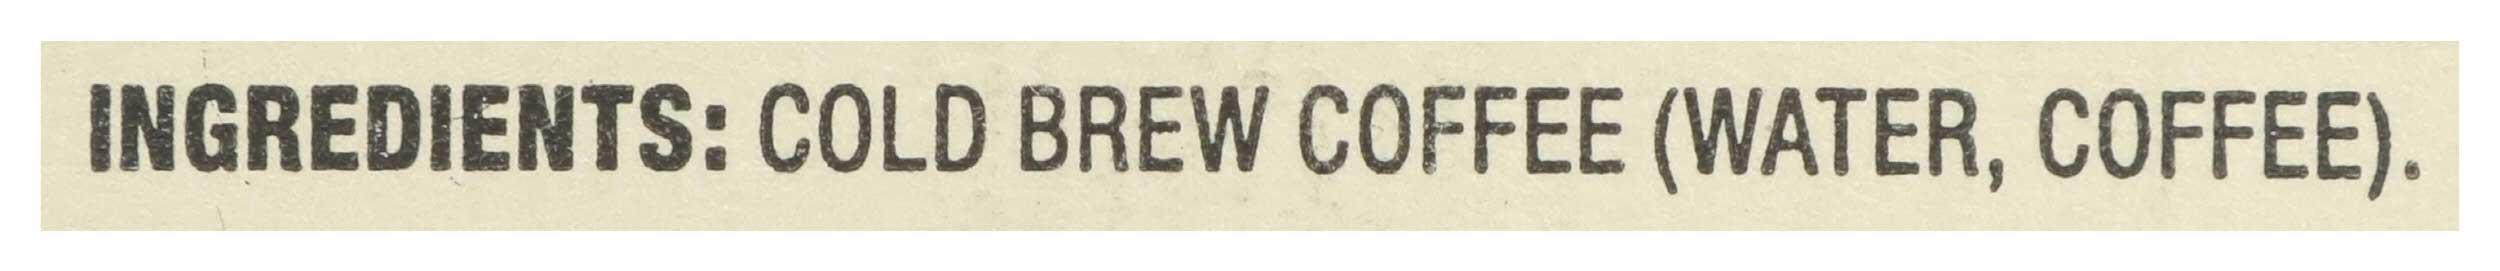 INGREDIENTS: COLD BREW COFFEE (WATER, COFFEE).